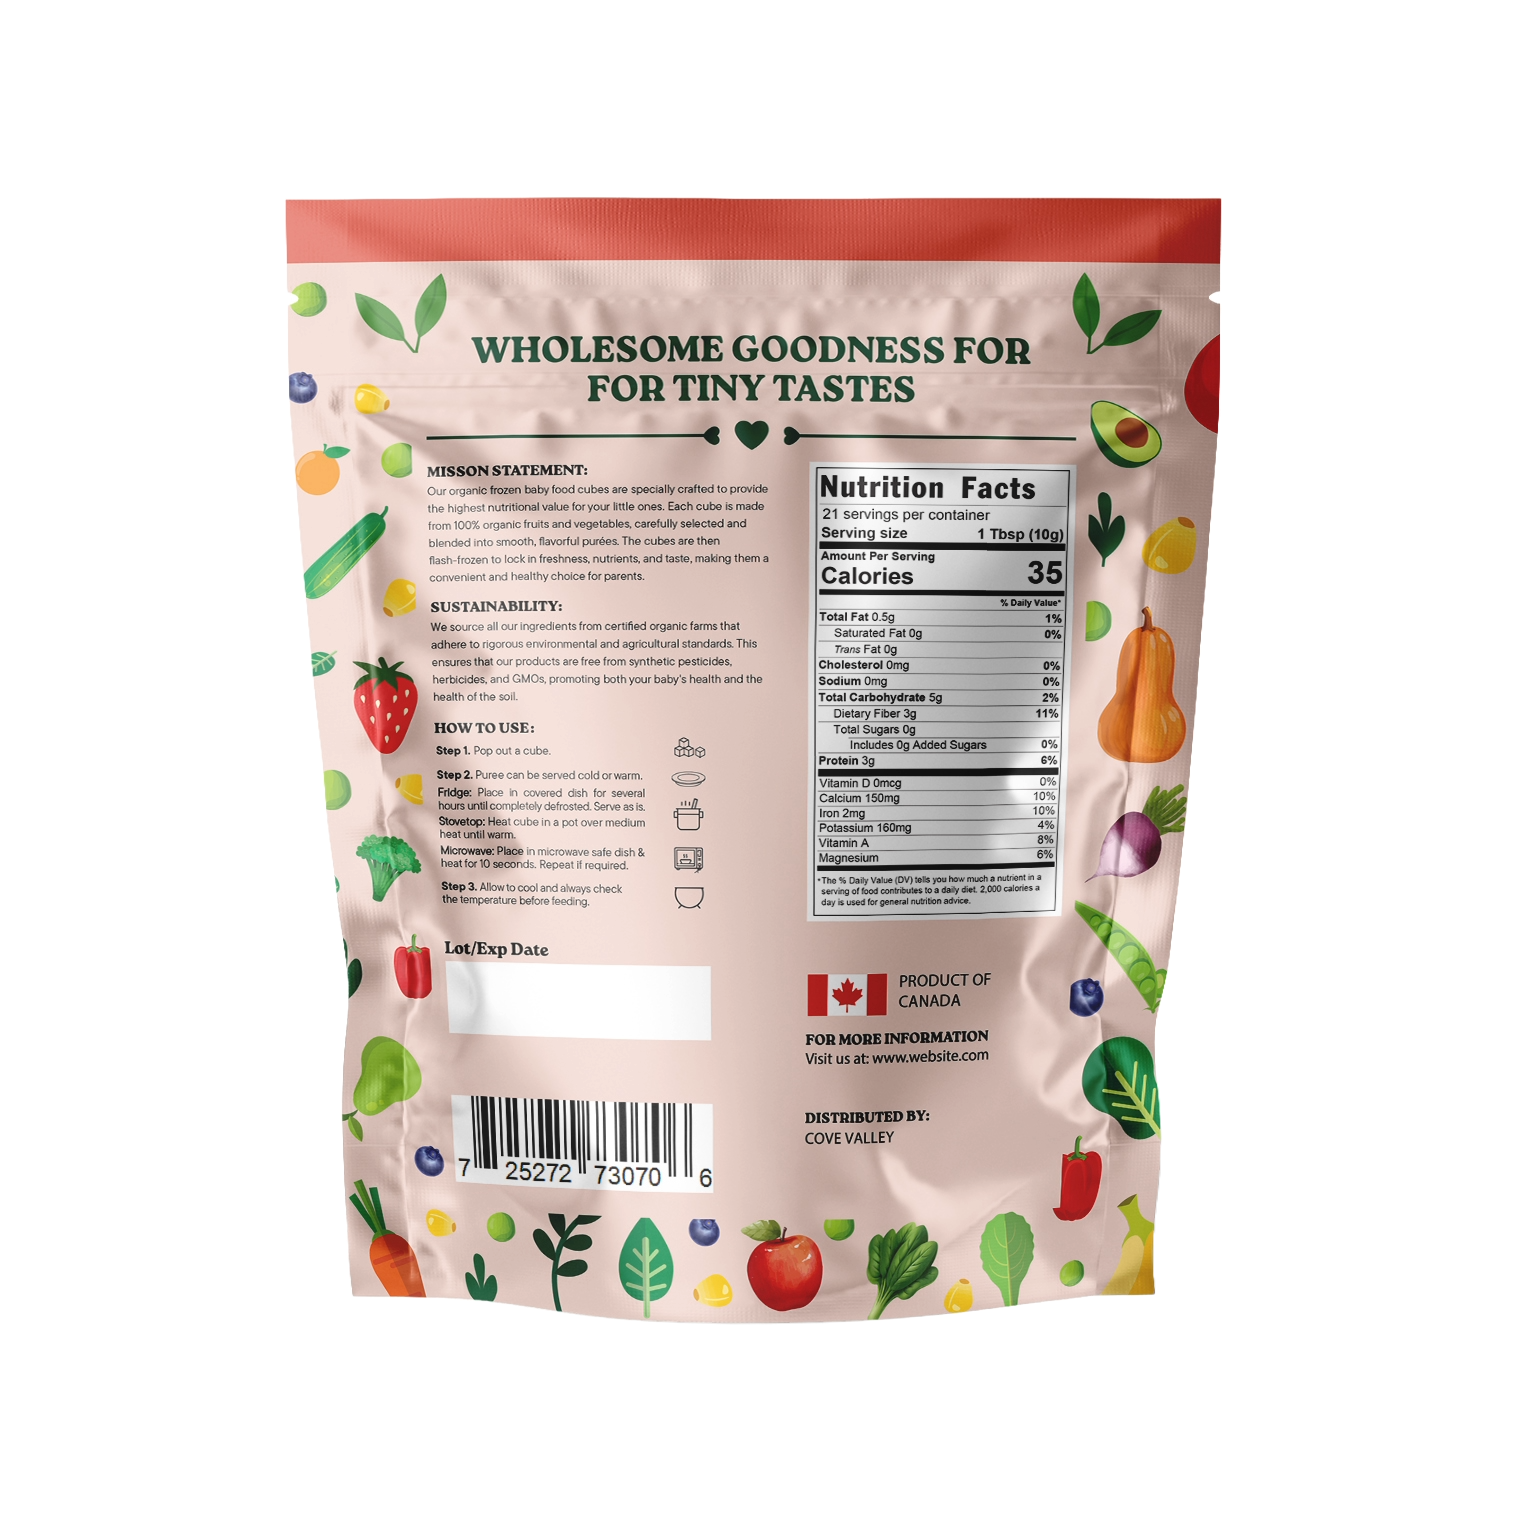 WHOLESOME GOODNESS FOR
FOR TINY TASTES
MISSON STATEMENT:
Our organic frozen baby food cubes are specially crafted to provide
the highest nutritional value for your little ones. Each cube is made
from 100% organic fruits and vegetables, carefully selected and
blended into smooth, flavorful purées. The cubes are then
flash-frozen to lock in freshness, nutrients, and taste, making them a
convenient and healthy choice for parents.
SUSTAINABILITY:
We source all our ingredients from certified organic farms that
adhere to rigorous environmental and agricultural standards. This
ensures that our products are free from synthetic pesticides,
herbicides, and GMOs, promoting both your baby's health and the
health of the soil.
HOW TO USE:
Step 1. Pop out a cube.
Step 2. Puree can be served cold or warm.
Fridge: Place in covered dish for several
hours until completely defrosted. Serve as is.
Stovetop: Heat cube in a pot over medium
heat until warm.
Microwave: Place in microwave safe dish &
heat for 10 seconds. Repeat if required.
Step 3. Allow to cool and always check
the temperature before feeding.
Lot/Exp Date
7 25272 73070 6
Nutrition Facts
21 servings per container
Serving size 1 Tbsp (10g)
Amount Per Serving
Calories 35
% Daily Value*
Total Fat 0.5g 1%
Saturated Fat 0g 0%
Trans Fat 0g
Cholesterol 0mg 0%
Sodium 0mg 0%
Total Carbohydrate 5g 2%
Dietary Fiber 3g 11%
Total Sugars 0g
Includes 0g Added Sugars 0%
Protein 3g 6%
Vitamin D 0mcg 0%
Calcium 150mg 10%
Iron 2mg 10%
Potassium 160mg 4%
Vitamin A 8%
Magnesium 6%
*The % Daily Value (DV) tells you how much a nutrient in a
serving of food contributes to a daily diet. 2,000 calories a
day is used for general nutrition advice.
PRODUCT OF
CANADA
FOR MORE INFORMATION
Visit us at: www.website.com
DISTRIBUTED BY:
COVE VALLEY